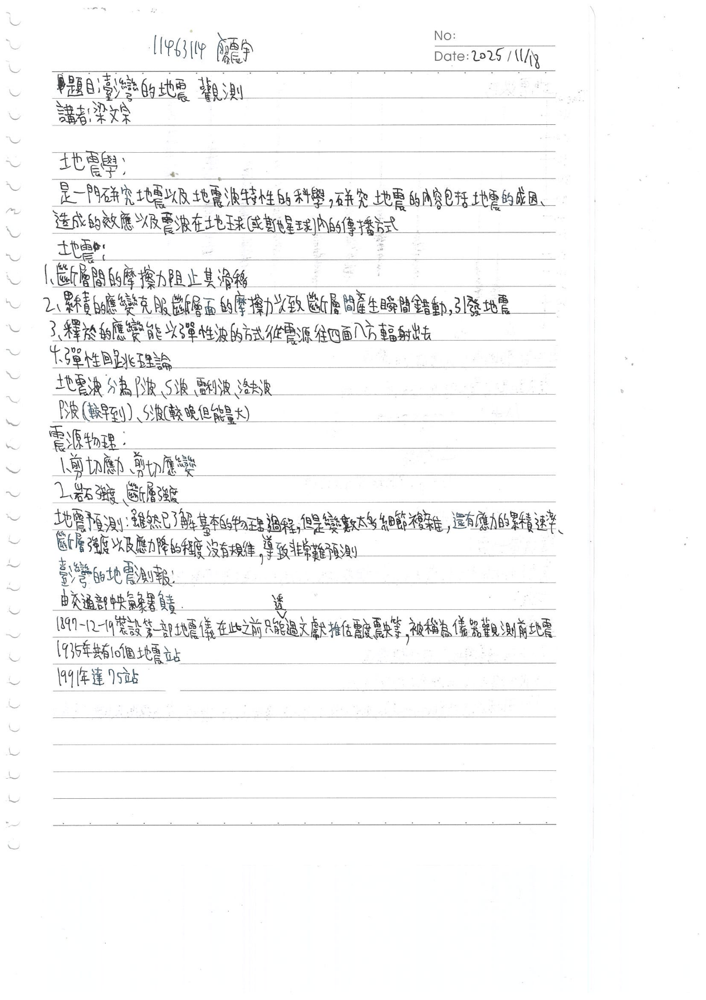 11463114 廖震宇
No:
Date: 2025/11/18
題目:臺灣的地震 觀測
講者:梁文宗
地震學:
是一門研究地震以及地震波特性的科學,研究地震的內容包括地震的成因、
造成的效應以及震波在地球(或其他星球)內的傳播方式
地震:
1、斷層間的摩擦力阻止其滑移
2、累積的應變克服斷層面的摩擦力以致斷層間產生瞬間錯動,引發地震
3、釋放的應變能以彈性波的方式從震源往四面八方輻射出去
4、彈性回跳理論
地震波分為P波、S波、雷利波、洛夫波
P波(較早到)、S波(較晚但能量大)
震源物理:
1、剪切應力、剪切應變
2、岩石強度、斷層強度
地震預測:雖然已了解基本的物理過程,但是變數太多細節複雜,還有應力的累積速率、
斷層強度以及應力降的程度沒有規律,導致非常難預測
臺灣的地震測報:
由交通部中央氣象署負責.
1897-12-19裝設第一部地震儀在此之前只能透過文獻推估震度震央等,被稱為儀器觀測前地震
1935年共有10個地震站
1991年達75站